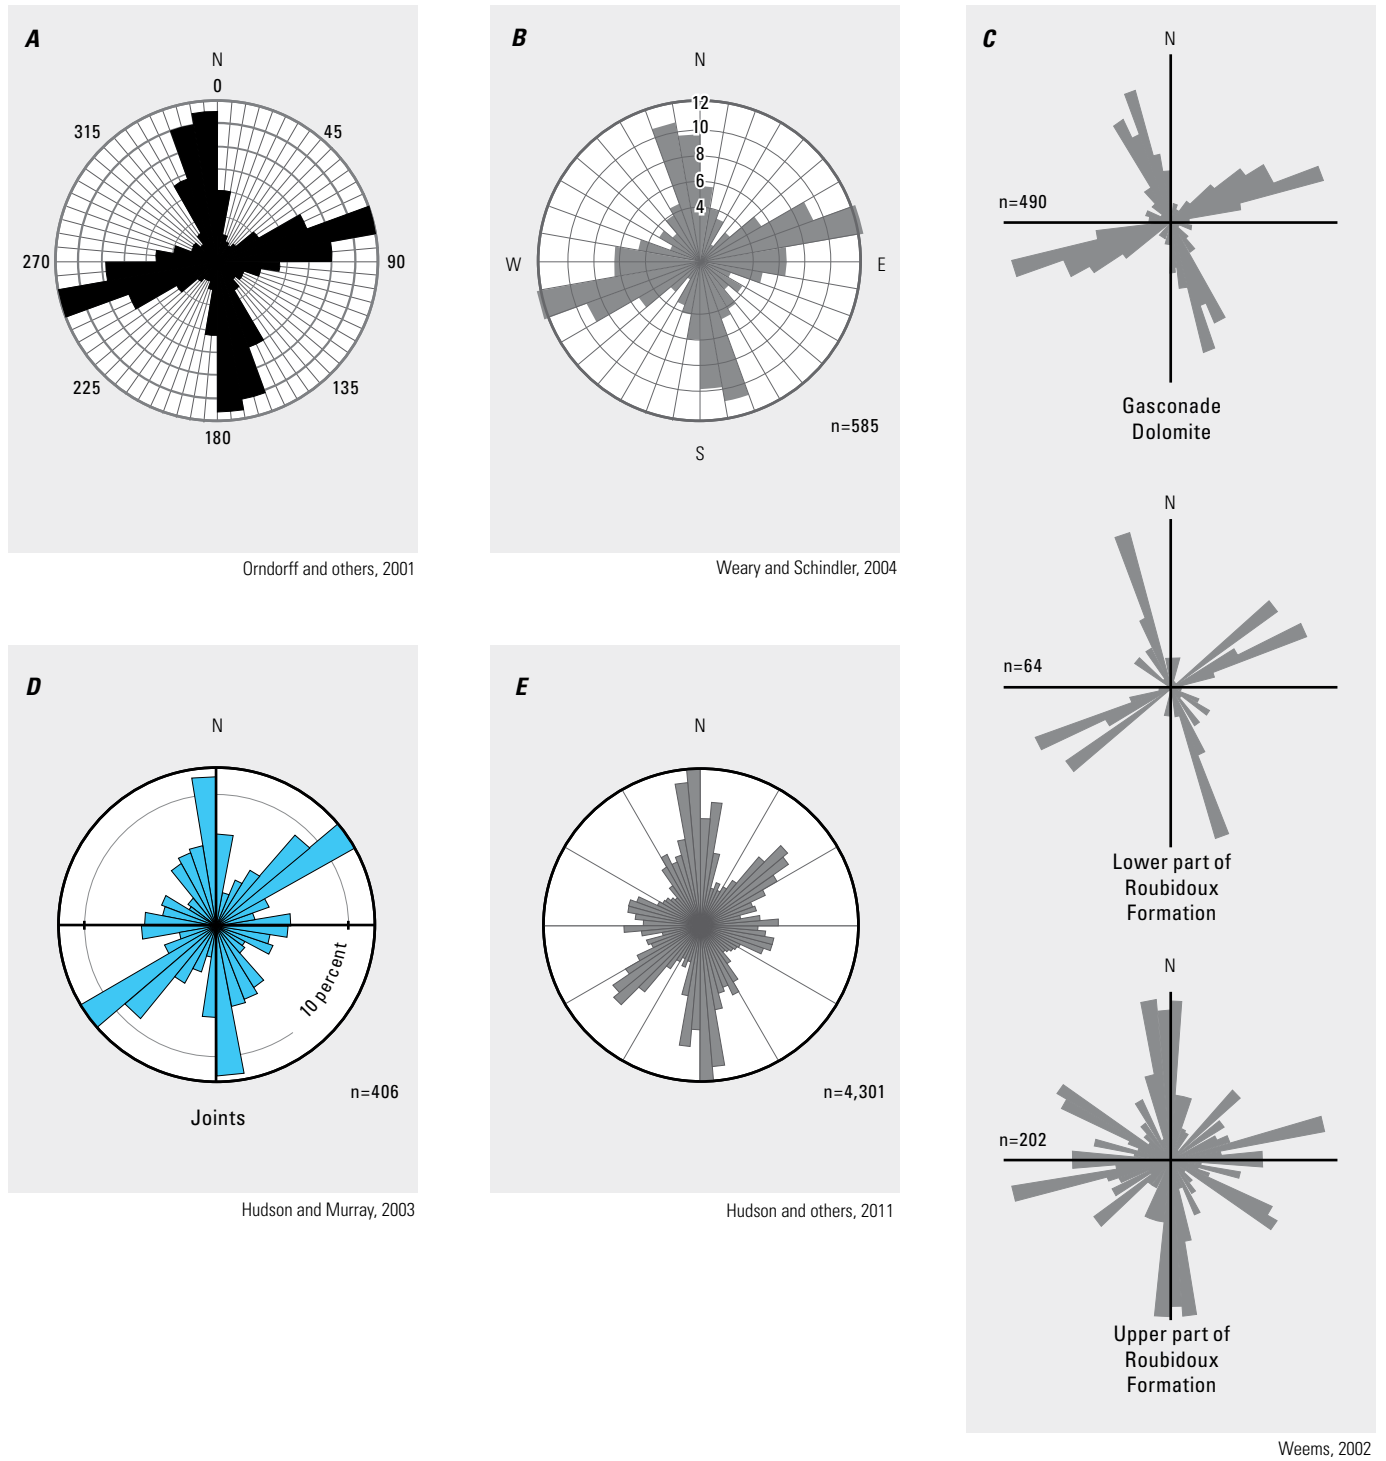 A
N
0
315
45
270
90
225
135
180
Orndorff and others, 2001
B
N
12
10
8
6
4
W
E
n=585
S
Weary and Schindler, 2004
C
N
n=490
Gasconade
Dolomite
N
n=64
Lower part of
Roubidoux
Formation
N
n=202
Upper part of
Roubidoux
Formation
Weems, 2002
D
N
10 percent
n=406
Joints
Hudson and Murray, 2003
E
N
n=4,301
Hudson and others, 2011